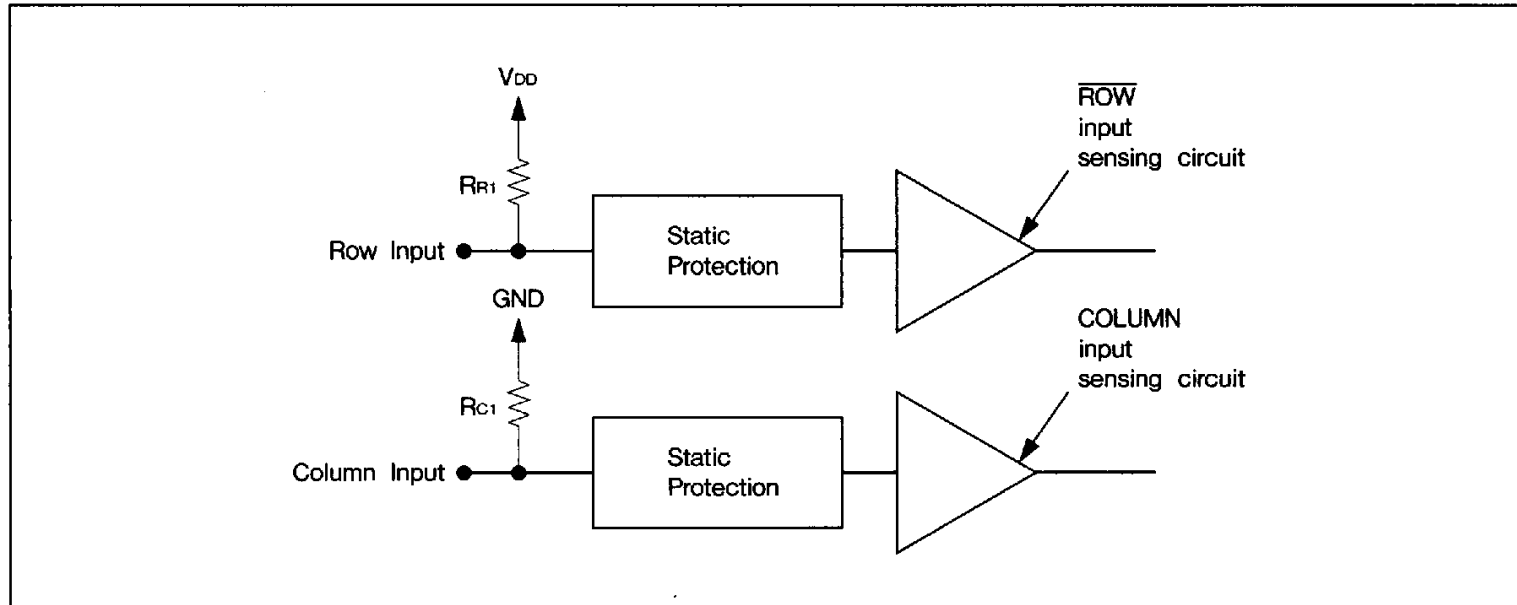 VDD
RR1
Row Input
Static
Protection
ROW
input
sensing circuit
GND
RC1
Column Input
Static
Protection
COLUMN
input
sensing circuit